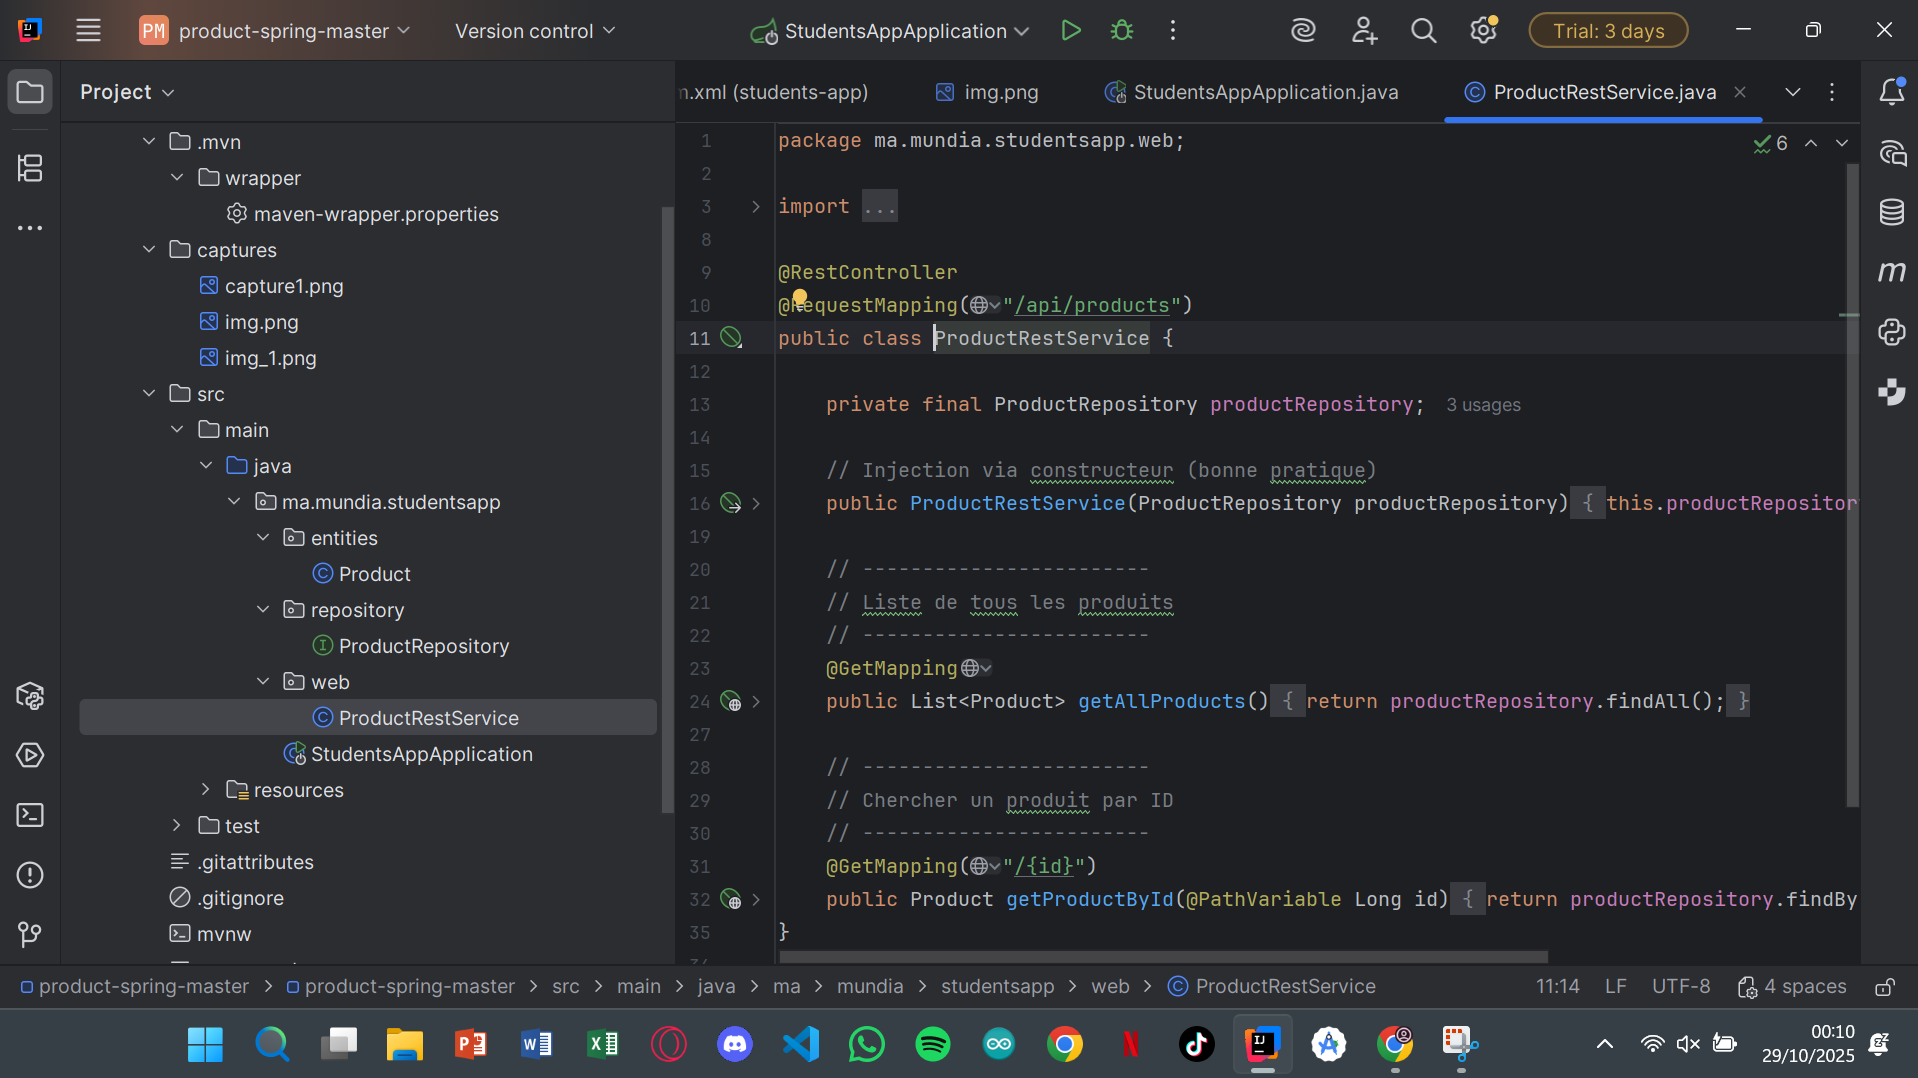 PM product-spring-master Version control StudentsAppApplication Trial: 3 days
Project
.mvn
wrapper
maven-wrapper.properties
captures
capture1.png
img.png
img_1.png
src
main
java
ma.mundia.studentsapp
entities
Product
repository
ProductRepository
web
ProductRestService
StudentsAppApplication
resources
test
.gitattributes
.gitignore
mvnw
m.xml (students-app) img.png StudentsAppApplication.java ProductRestService.java
6
1 package ma.mundia.studentsapp.web;
2
3 import ...
8
9 @RestController
10 @RequestMapping("/api/products")
11 public class ProductRestService {
12
13 private final ProductRepository productRepository; 3 usages
14
15 // Injection via constructeur (bonne pratique)
16 public ProductRestService(ProductRepository productRepository) { this.productRepositor
19
20 // ------------------------
21 // Liste de tous les produits
22 // ------------------------
23 @GetMapping
24 public List<Product> getAllProducts() { return productRepository.findAll(); }
27
28 // ------------------------
29 // Chercher un produit par ID
30 // ------------------------
31 @GetMapping("/{id}")
32 public Product getProductById(@PathVariable Long id) { return productRepository.findBy
35 }
product-spring-master > product-spring-master > src > main > java > ma > mundia > studentsapp > web > ProductRestService 11:14 LF UTF-8 4 spaces
00:10
29/10/2025